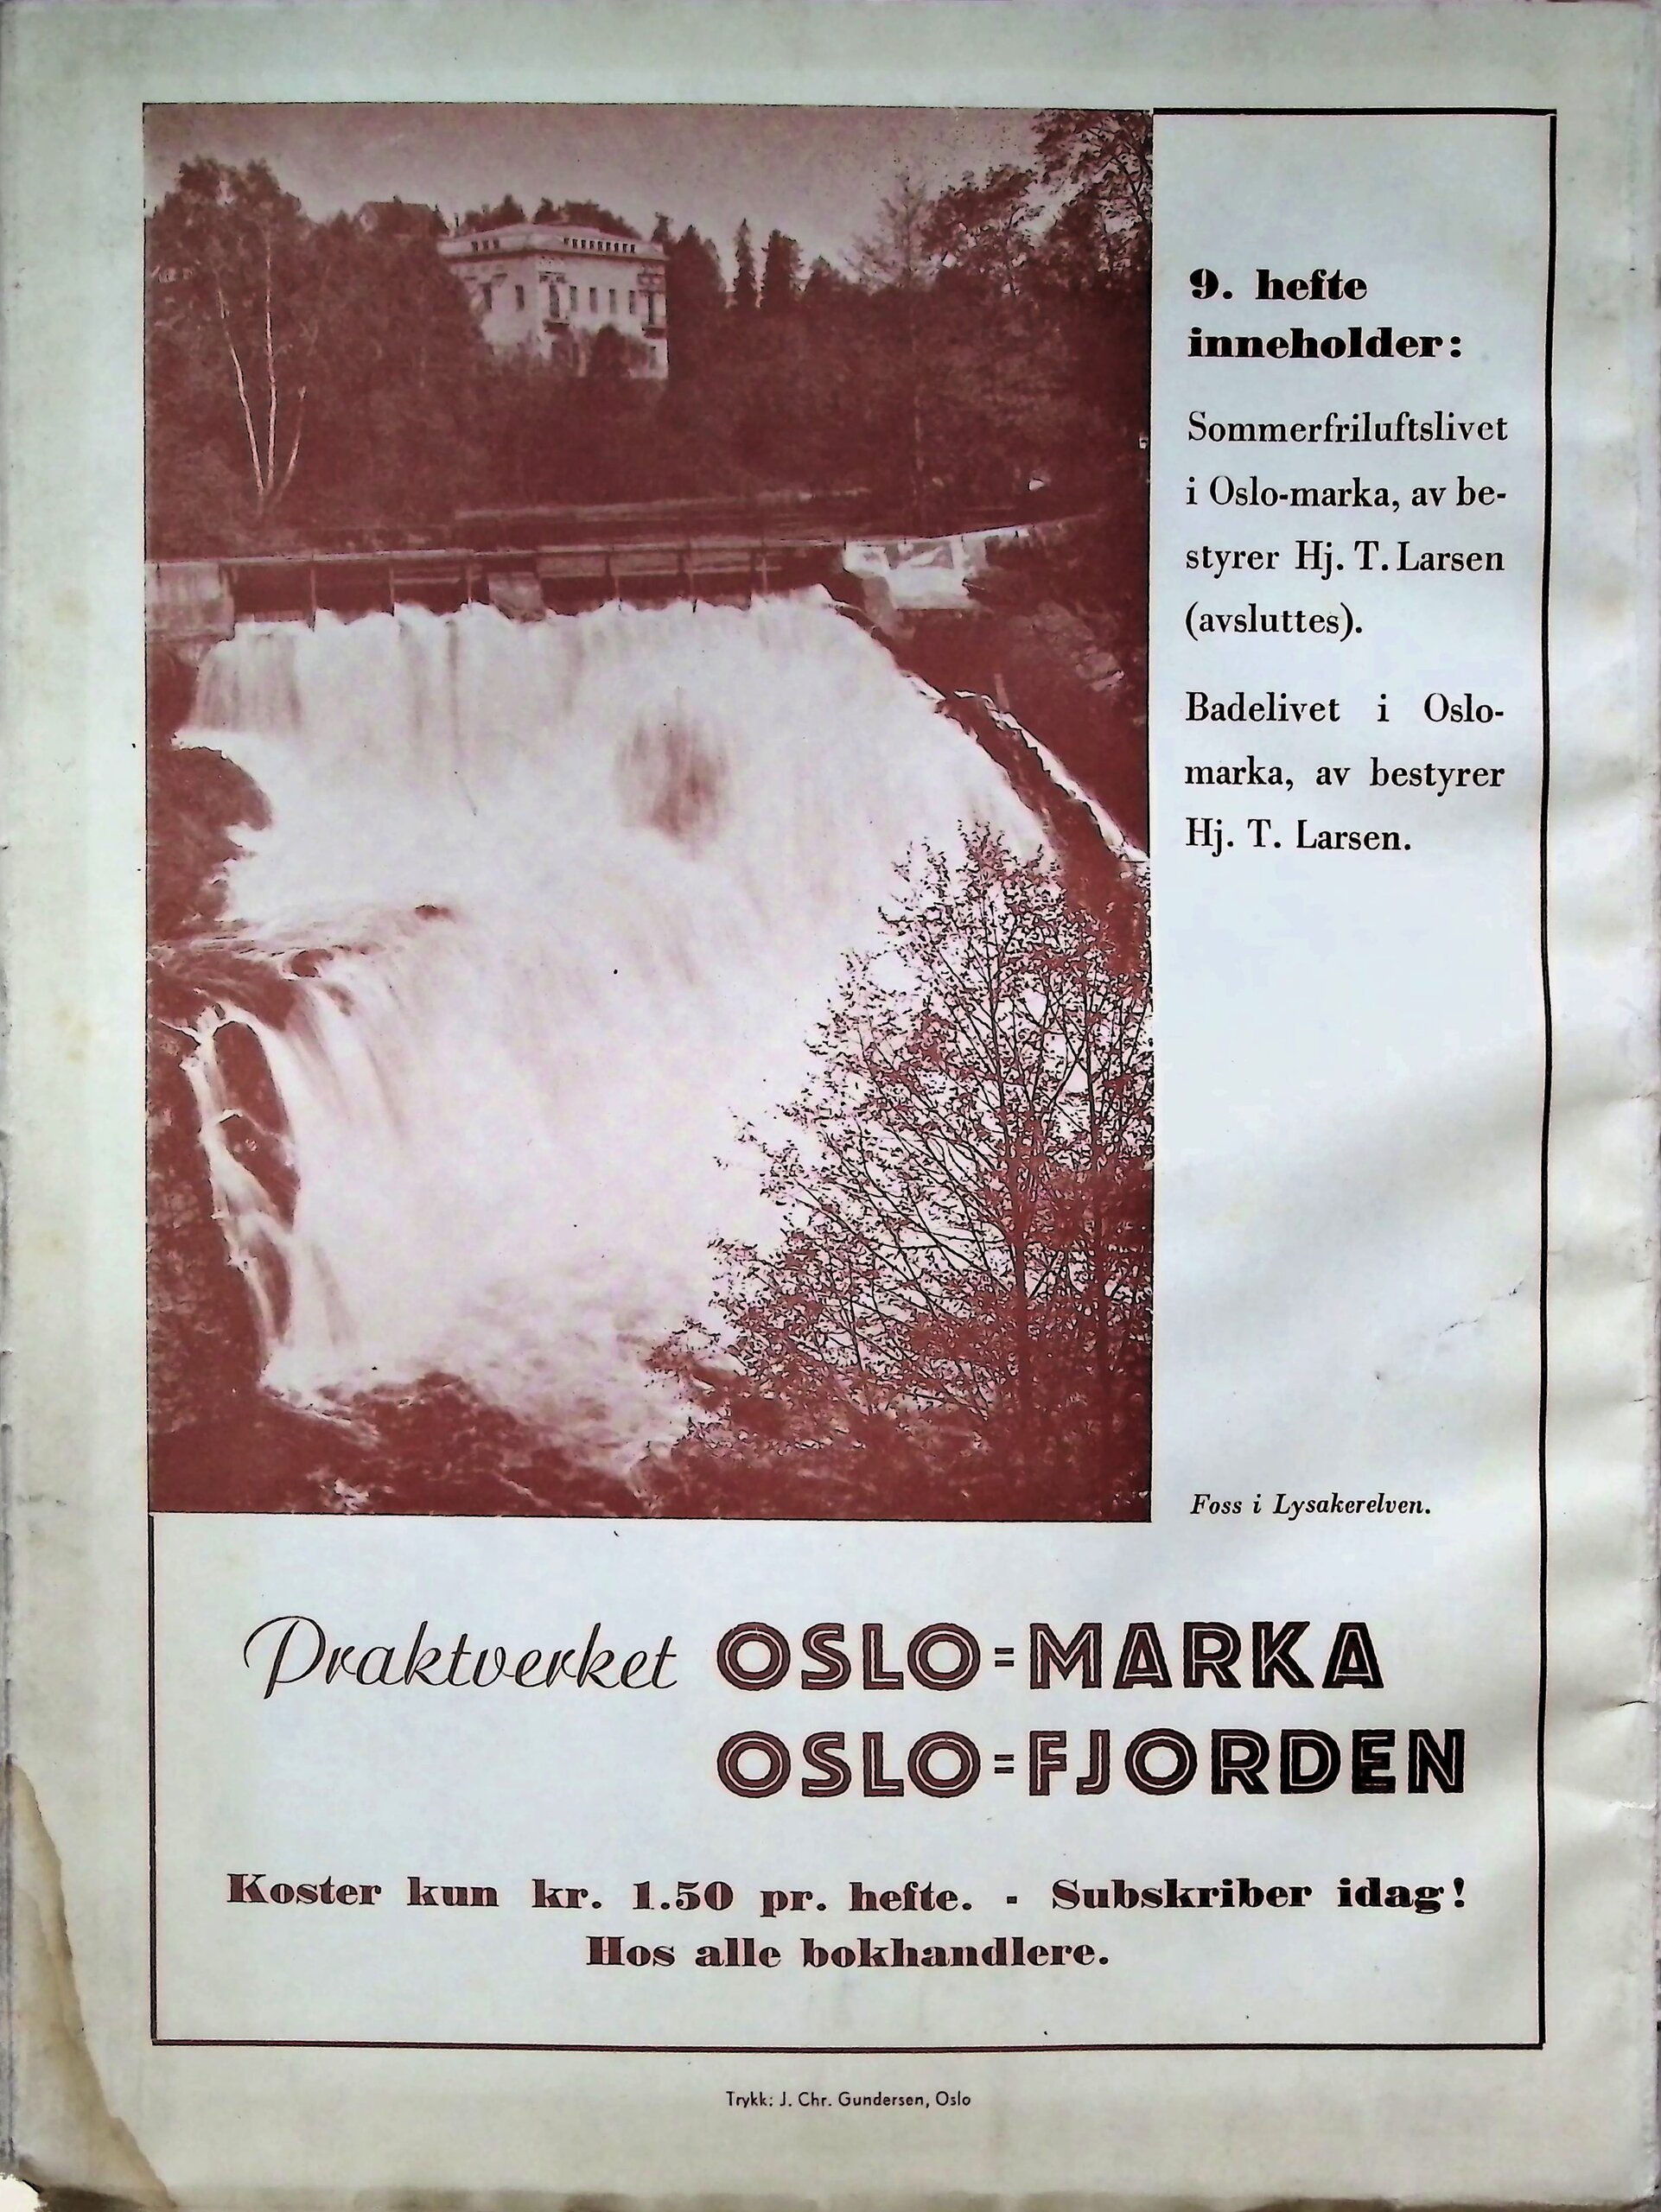 9. hefte
inneholder:
Sommerfriluftslivet
i Oslo-marka, av be-
styrer Hj. T. Larsen
(avsluttes).
Badelivet i Oslo-
marka, av bestyrer
Hj. T. Larsen.
Foss i Lysakerelven.
Praktverket OSLO=MARKA
OSLO=FJORDEN
Koster kun kr. 1.50 pr. hefte. - Subskriber idag!
Hos alle bokhandlere.
Trykk: J. Chr. Gundersen, Oslo